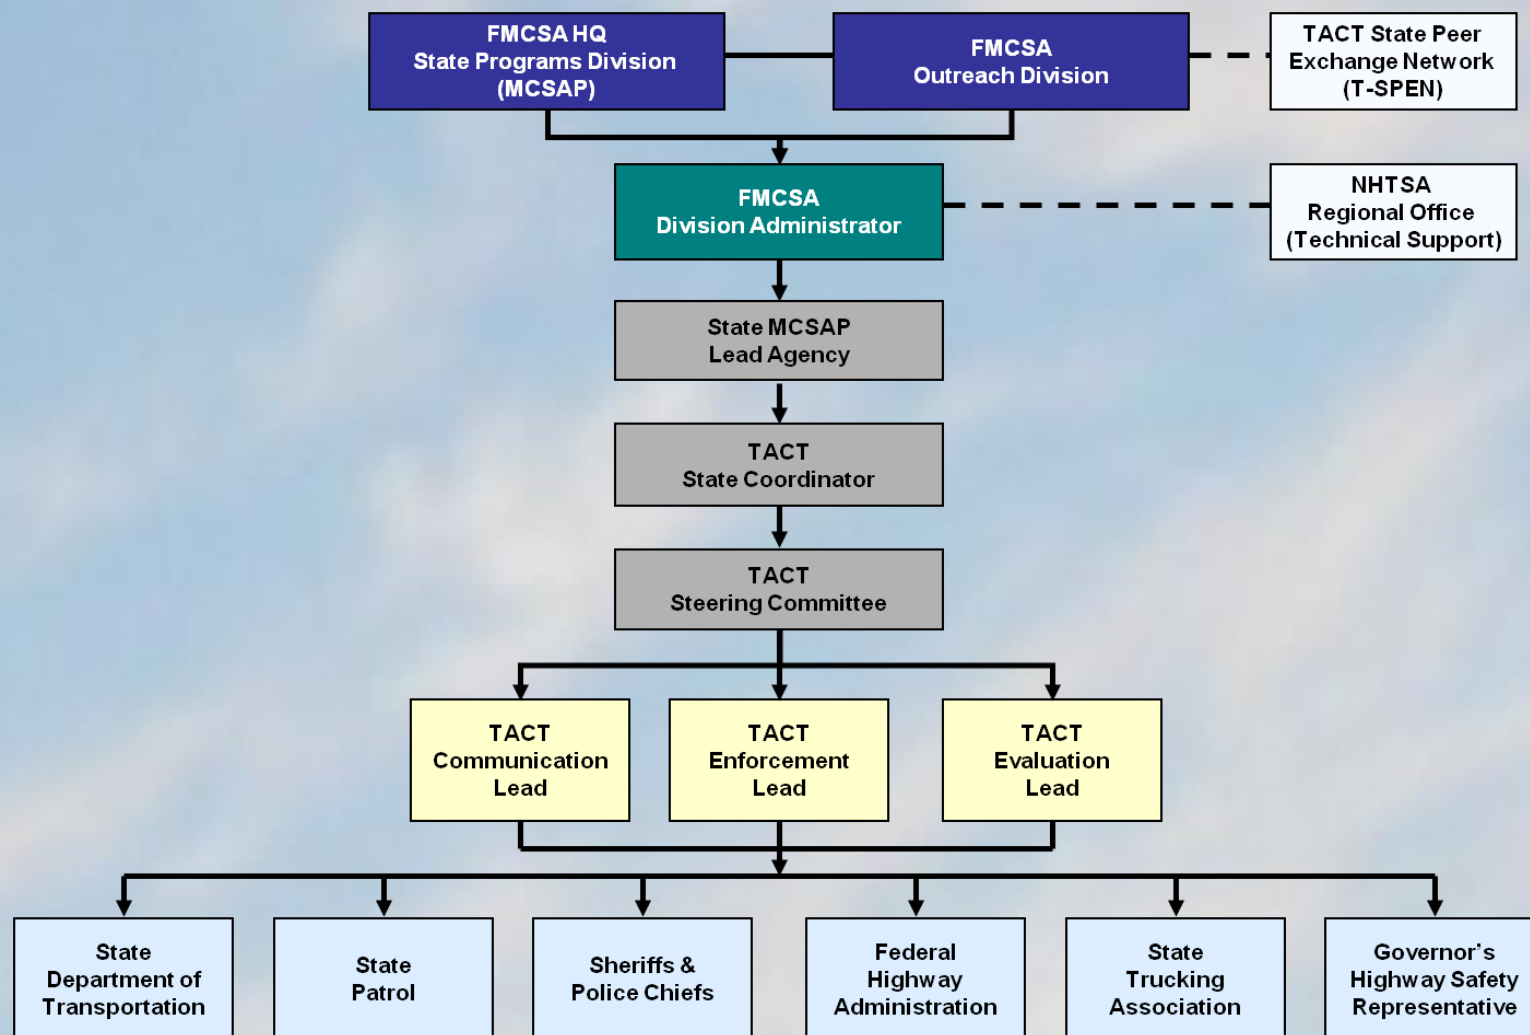 FMCSA HQ
State Programs Division
(MCSAP)
FMCSA
Outreach Division
TACT State Peer
Exchange Network
(T-SPEN)
FMCSA
Division Administrator
NHTSA
Regional Office
(Technical Support)
State MCSAP
Lead Agency
TACT
State Coordinator
TACT
Steering Committee
TACT
Communication
Lead
TACT
Enforcement
Lead
TACT
Evaluation
Lead
State
Department of
Transportation
State
Patrol
Sheriffs &
Police Chiefs
Federal
Highway
Administration
State
Trucking
Association
Governor’s
Highway Safety
Representative